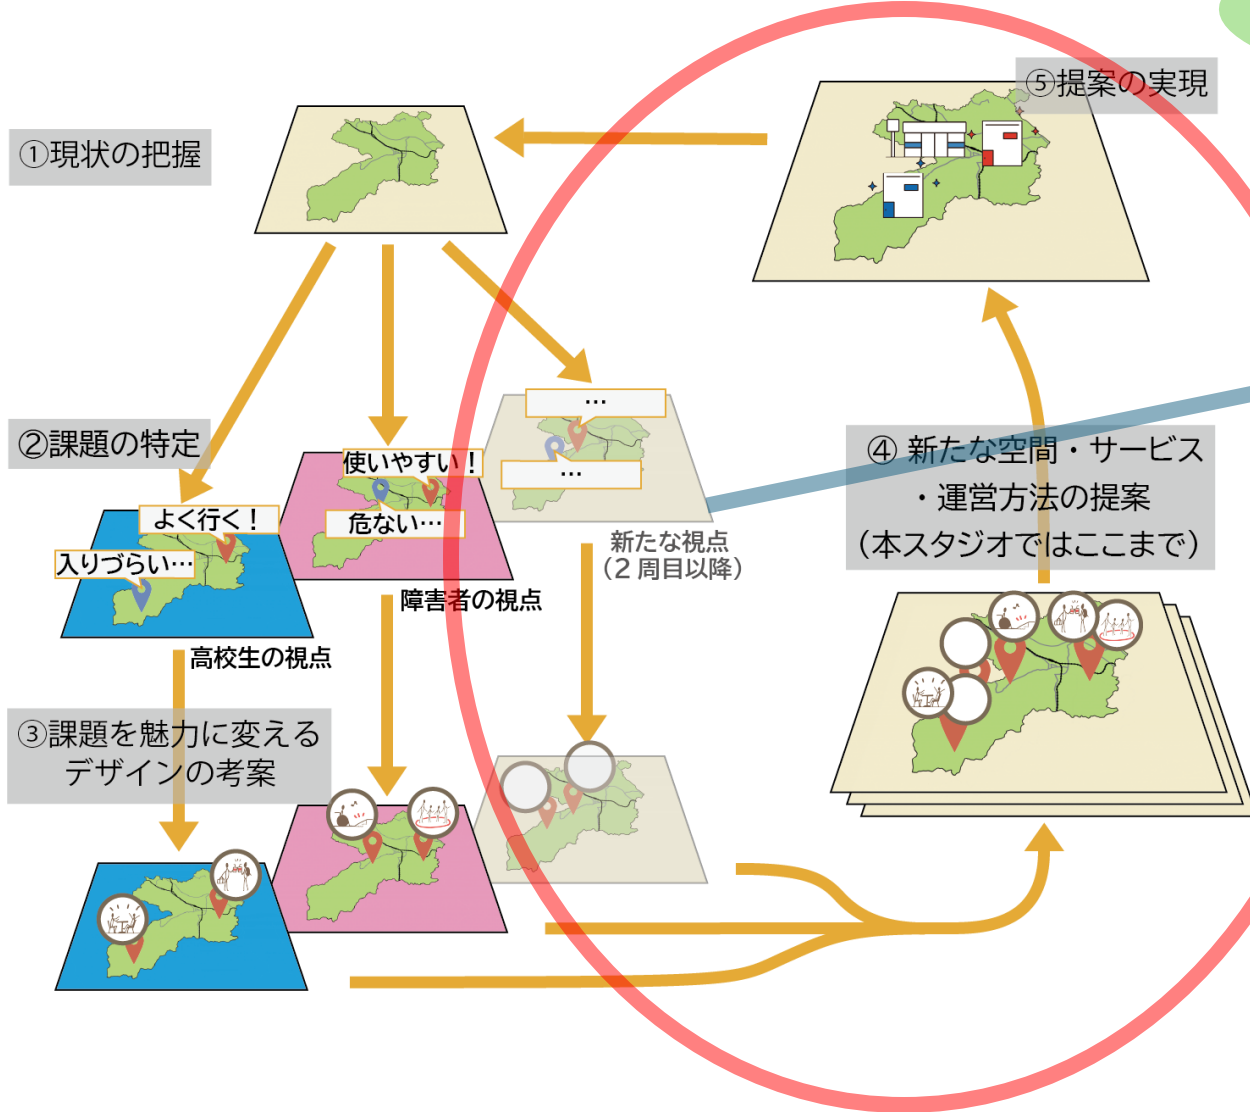 ①現状の把握
⑤提案の実現
②課題の特定
…
…
使いやすい！
危ない…
よく行く！
入りづらい…
新たな視点
（2 周目以降）
障害者の視点
高校生の視点
④ 新たな空間・サービス
・運営方法の提案
（本スタジオではここまで）
③課題を魅力に変える
デザインの考案